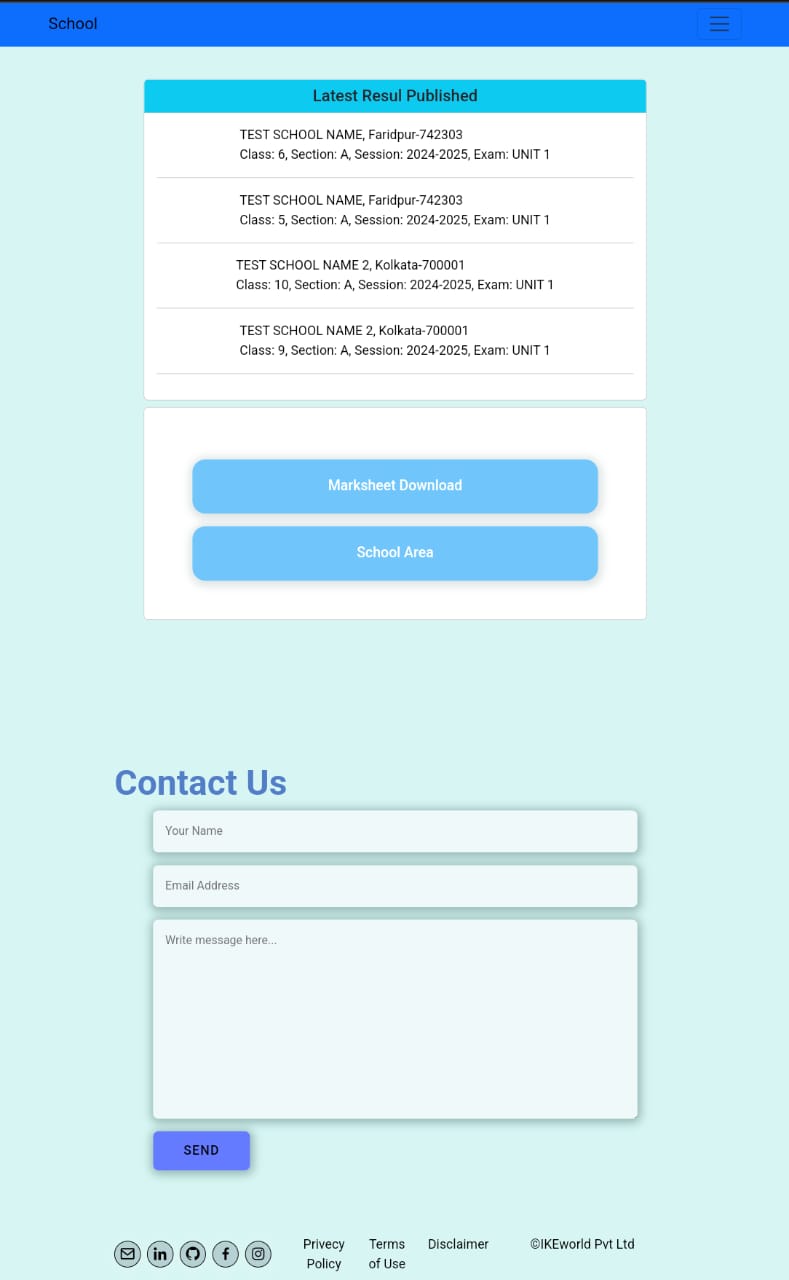 School
Latest Resul Published
TEST SCHOOL NAME, Faridpur-742303
Class: 6, Section: A, Session: 2024-2025, Exam: UNIT 1
TEST SCHOOL NAME, Faridpur-742303
Class: 5, Section: A, Session: 2024-2025, Exam: UNIT 1
TEST SCHOOL NAME 2, Kolkata-700001
Class: 10, Section: A, Session: 2024-2025, Exam: UNIT 1
TEST SCHOOL NAME 2, Kolkata-700001
Class: 9, Section: A, Session: 2024-2025, Exam: UNIT 1
Marksheet Download
School Area
Contact Us
Your Name
Email Address
Write message here...
SEND
Privecy
Policy
Terms
of Use
Disclaimer
©IKEworld Pvt Ltd